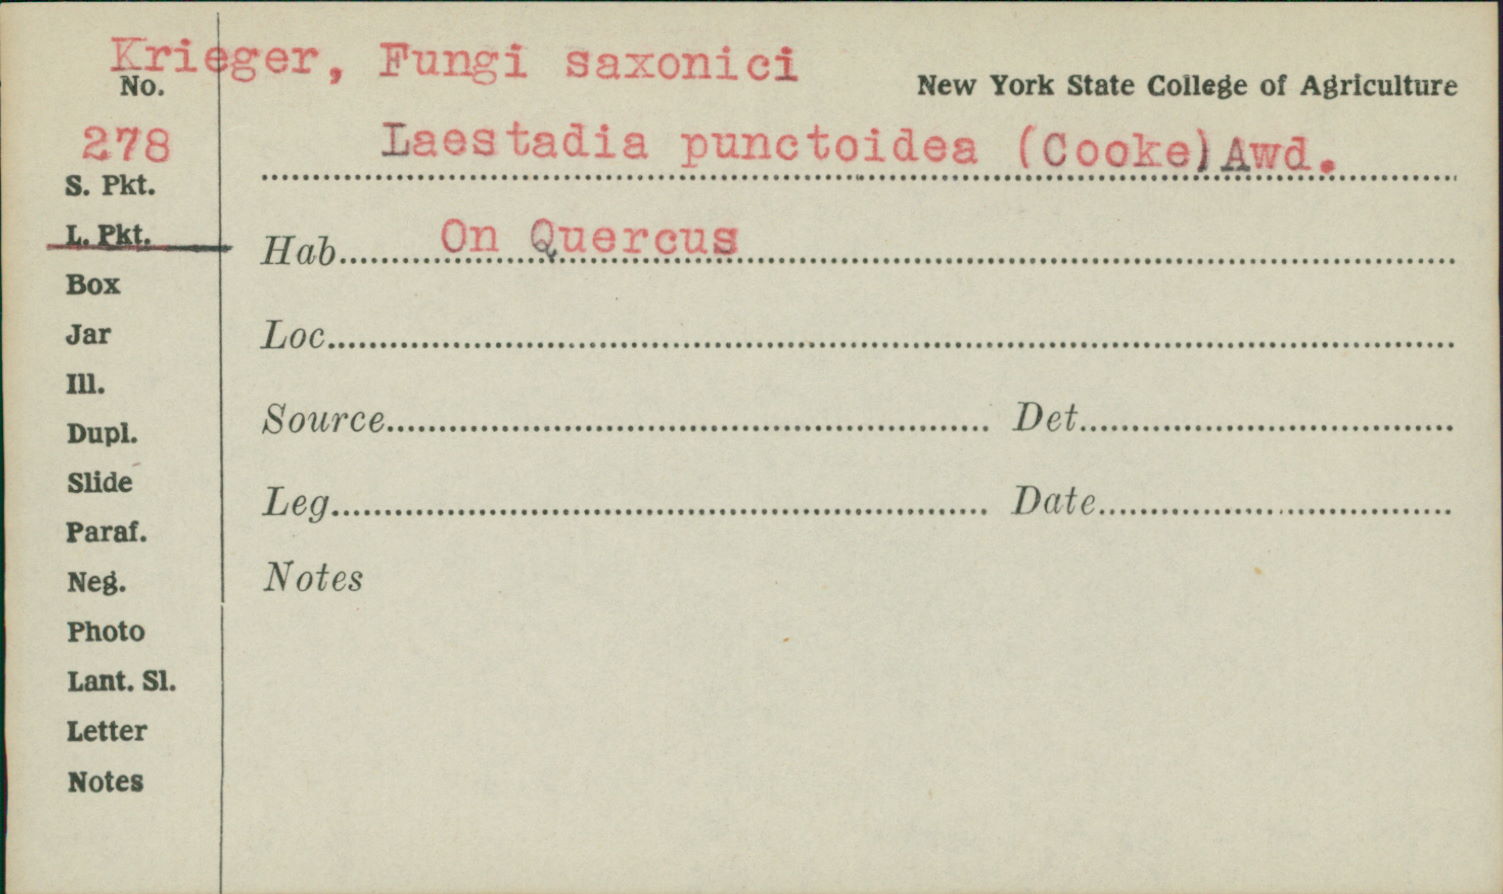 Krieger, Fungi saxonici
No.
New York State College of Agriculture
278
Laestadia punctoidea (Cooke)Awd.
S. Pkt.
L. Pkt.
Hab. On Quercus
Box
Jar
Loc.
Ill.
Dupl.
Source Det.
Slide
Leg. Date
Paraf.
Neg.
Notes
Photo
Lant. Sl.
Letter
Notes